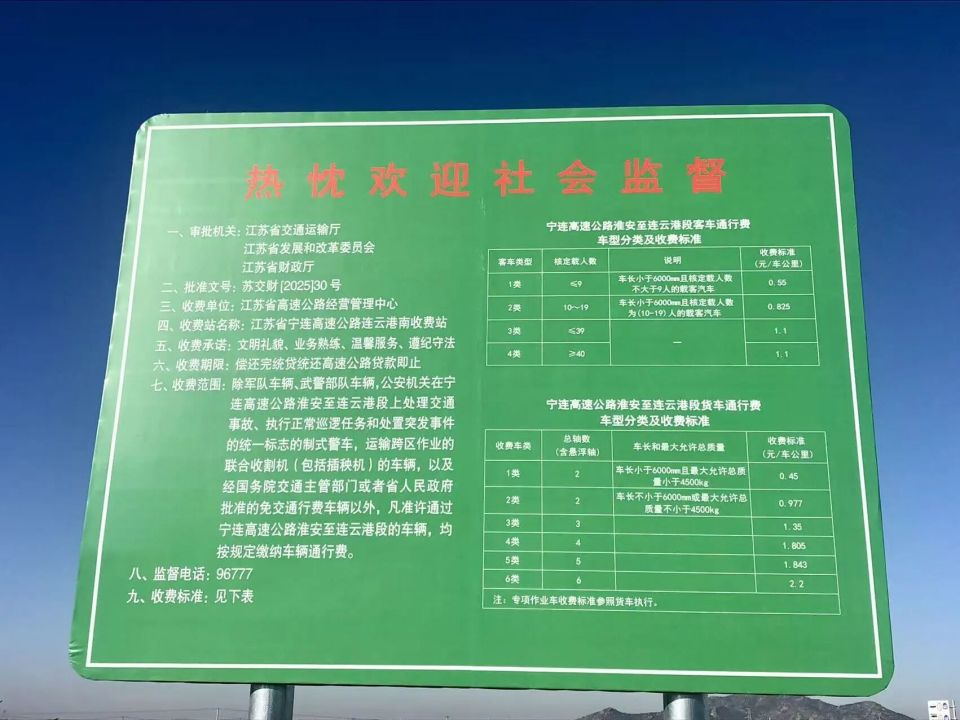 热忱欢迎社会监督
一、审批机关：江苏省交通运输厅
江苏省发展和改革委员会
江苏省财政厅
二、批准文号：苏交财 [2025]30 号
三、收费单位：江苏省高速公路经营管理中心
四、收费站名称：江苏省宁连高速公路连云港南收费站
五、收费承诺：文明礼貌、业务熟练、温馨服务、遵纪守法
六、收费期限：偿还完统贷统还高速公路贷款即止
七、收费范围：除军队车辆、武警部队车辆，公安机关在宁
连高速公路淮安至连云港段上处理交通
事故、执行正常巡逻任务和处置突发事件
的统一标志的制式警车，运输跨区作业的
联合收割机（包括插秧机）的车辆，以及
经国务院交通主管部门或者省人民政府
批准的免交通行费车辆以外，凡准许通过
宁连高速公路淮安至连云港段的车辆，均
按规定缴纳车辆通行费。
八、监督电话：96777
九、收费标准：见下表
宁连高速公路淮安至连云港段客车通行费
车型分类及收费标准
客车类型 核定载人数 说明 收费标准
（元/车公里）
1类 ≤9 车长小于6000mm且核定载人数
不大于9人的载客汽车 0.55
2类 10～19 车长小于6000mm且核定载人数
为(10-19)人的载客汽车 0.825
3类 ≤39 — 1.1
4类 ≥40 1.1
宁连高速公路淮安至连云港段货车通行费
车型分类及收费标准
收费车类 总轴数
(含悬浮轴) 车长和最大允许总质量 收费标准
（元/车公里）
1类 2 车长小于6000mm且最大允许总质
量小于4500kg 0.45
2类 2 车长不小于6000mm或最大允许总
质量不小于4500kg 0.977
3类 3 1.35
4类 4 1.805
5类 5 1.843
6类 6 2.2
注：专项作业车收费标准参照货车执行。